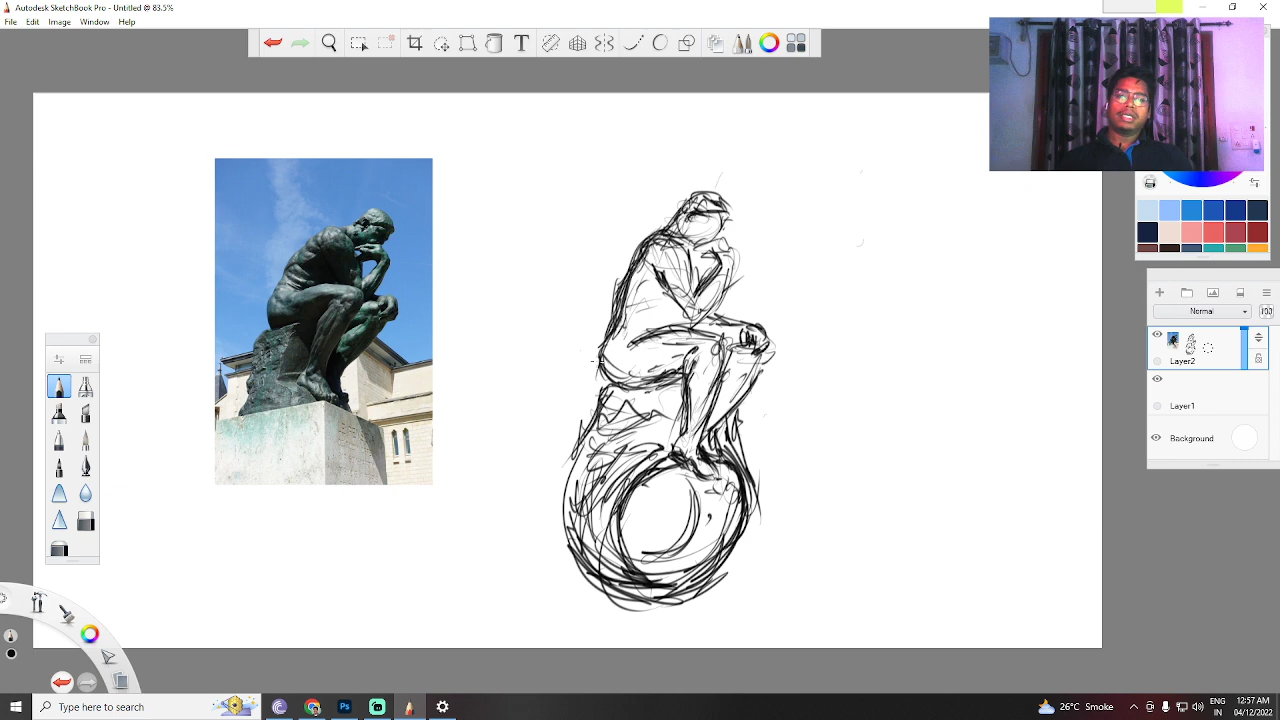 Autodesk SketchBook Pro - Untitled @ 83.5%
File Edit Image Window Help
T
Normal
Layer2
Layer1
Background
Type here to search
Ps
26°C Smoke
ENG
IN
12:57 AM
04/12/2022